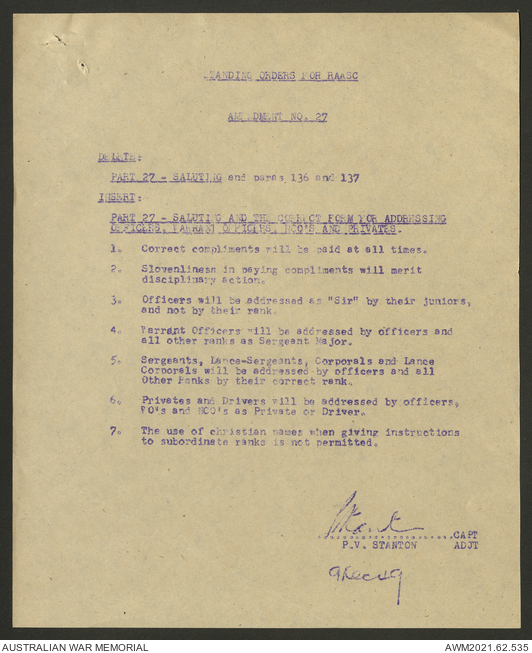 STANDING ORDERS FOR RAASC
AMENDMENT NO. 27
DELETE:
PART 27 - SALUTING and paras 136 and 137
INSERT:
PART 27 - SALUTING AND THE CORRECT FORM FOR ADDRESSING
OFFICERS, WARRANT OFFICERS, NCO'S AND PRIVATES.
1. Correct compliments will be paid at all times.
2. Slovenliness in paying compliments will merit
disciplinary action.
3. Officers will be addressed as "Sir" by their juniors,
and not by their rank.
4. Warrant Officers will be addressed by officers and
all other ranks as Sergeant Major.
5. Sergeants, Lance-Sergeants, Corporals and Lance
Corporals will be addressed by officers and all
Other Ranks by their correct rank.
6. Privates and Drivers will be addressed by officers,
WO's and NCO's as Private or Driver.
7. The use of christian names when giving instructions
to subordinate ranks is not permitted.
CAPT
P.V. STANTON ADJT
9 Dec 49
AUSTRALIAN WAR MEMORIAL
AWM2021.62.535